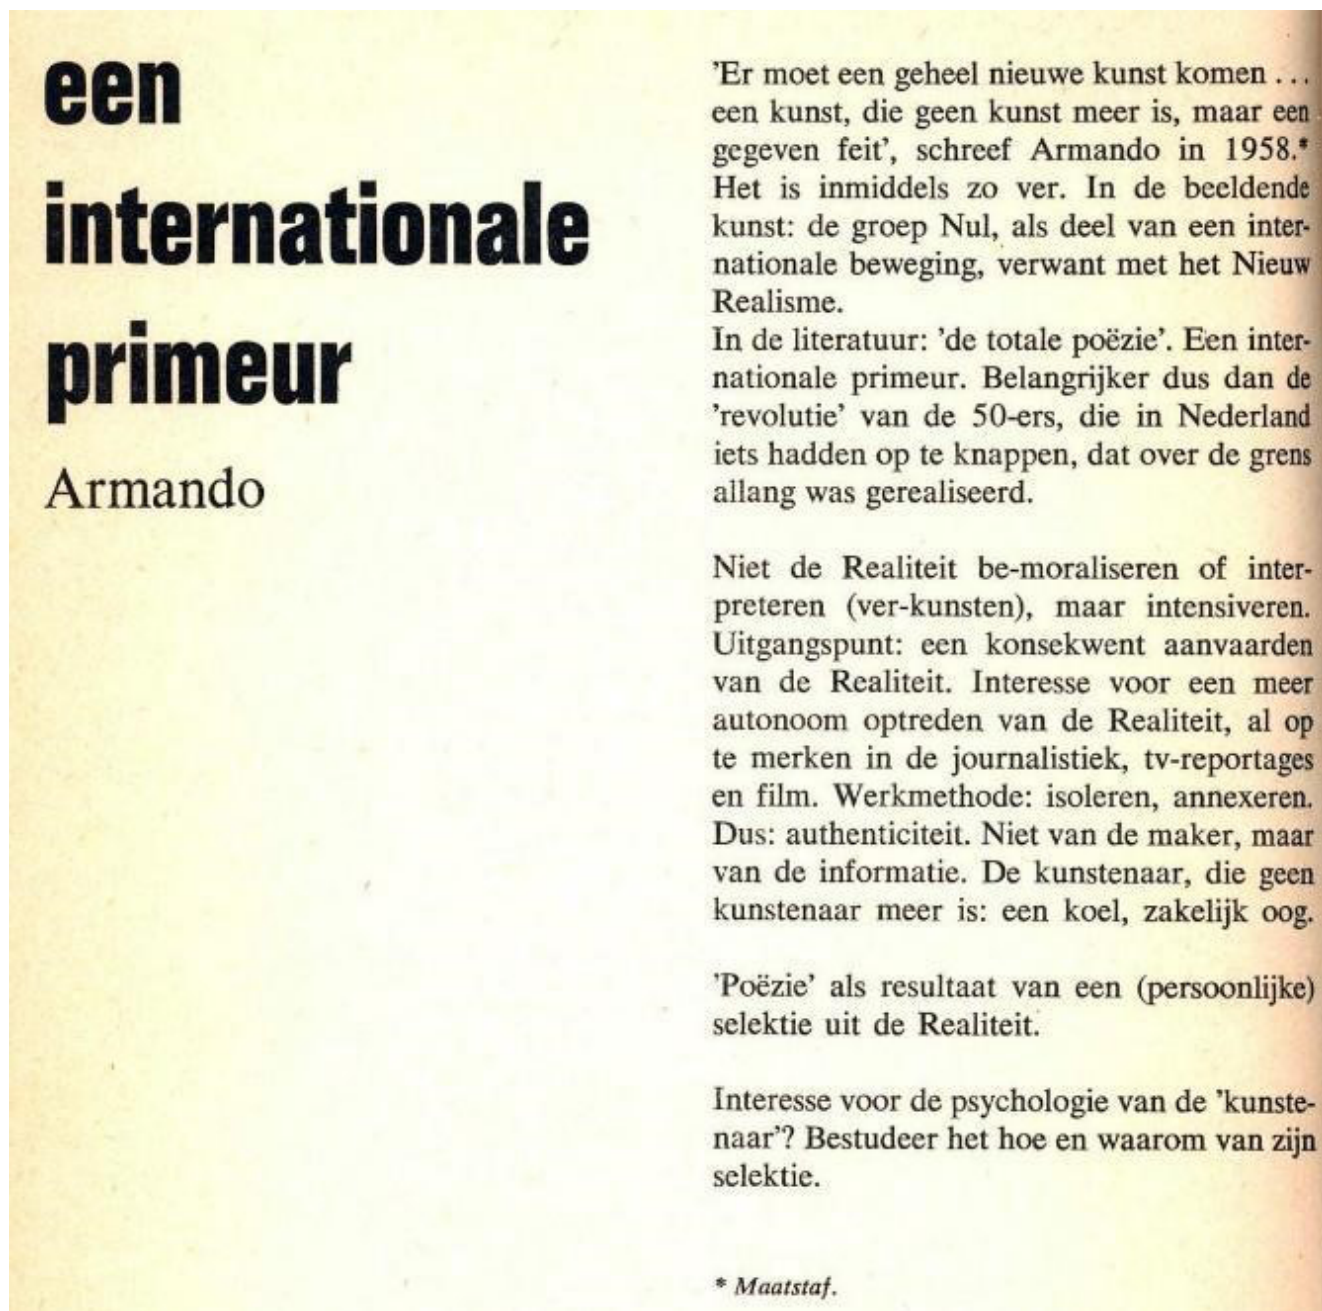 een
internationale
primeur
Armando
'Er moet een geheel nieuwe kunst komen . . .
een kunst, die geen kunst meer is, maar een
gegeven feit', schreef Armando in 1958.*
Het is inmiddels zo ver. In de beeldende
kunst: de groep Nul, als deel van een inter-
nationale beweging, verwant met het Nieuw
Realisme.
In de literatuur: 'de totale poëzie'. Een inter-
nationale primeur. Belangrijker dus dan de
'revolutie' van de 50-ers, die in Nederland
iets hadden op te knappen, dat over de grens
allang was gerealiseerd.
Niet de Realiteit be-moraliseren of inter-
preteren (ver-kunsten), maar intensiveren.
Uitgangspunt: een konsekwent aanvaarden
van de Realiteit. Interesse voor een meer
autonoom optreden van de Realiteit, al op
te merken in de journalistiek, tv-reportages
en film. Werkmethode: isoleren, annexeren.
Dus: authenticiteit. Niet van de maker, maar
van de informatie. De kunstenaar, die geen
kunstenaar meer is: een koel, zakelijk oog.
'Poëzie' als resultaat van een (persoonlijke)
selektie uit de Realiteit.
Interesse voor de psychologie van de 'kunste-
naar'? Bestudeer het hoe en waarom van zijn
selektie.
* Maatstaf.